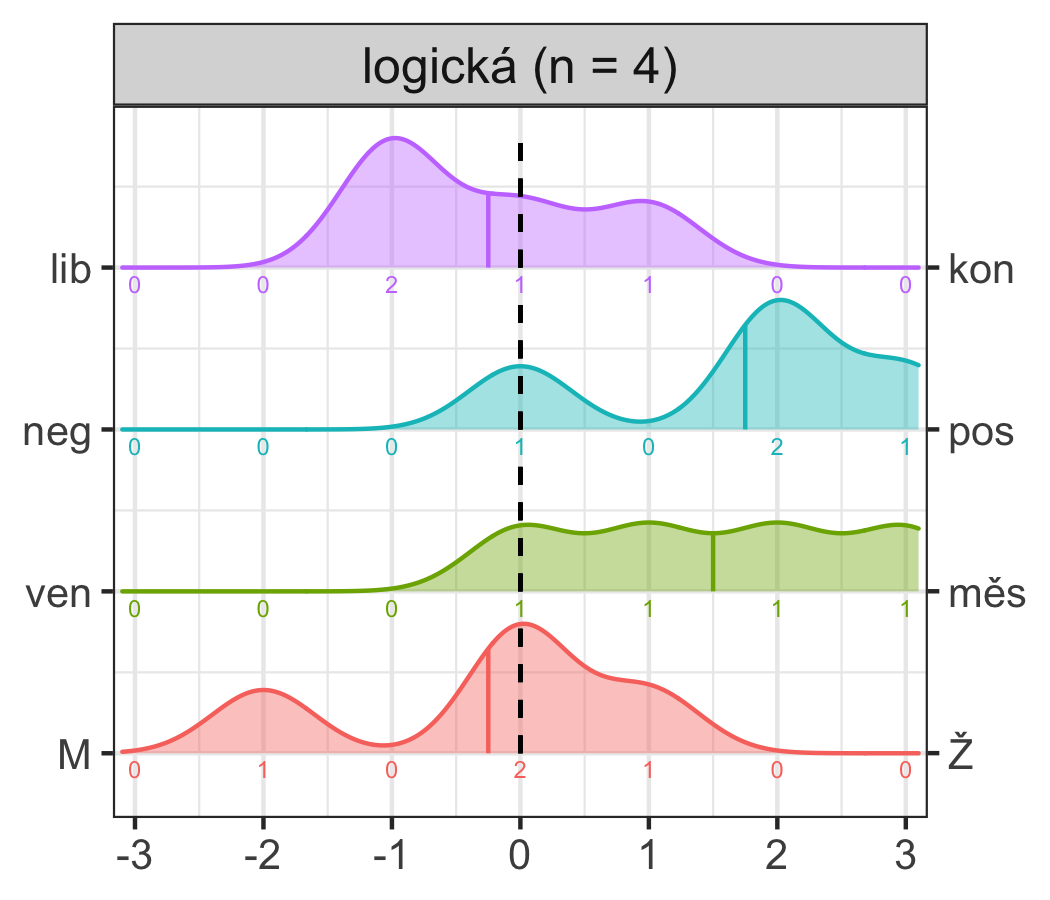 logická (n = 4)
lib kon
0 0 2 1 1 0 0
neg pos
0 0 0 1 0 2 1
ven měs
0 0 0 1 1 1 1
M Ž
0 1 0 2 1 0 0
-3 -2 -1 0 1 2 3